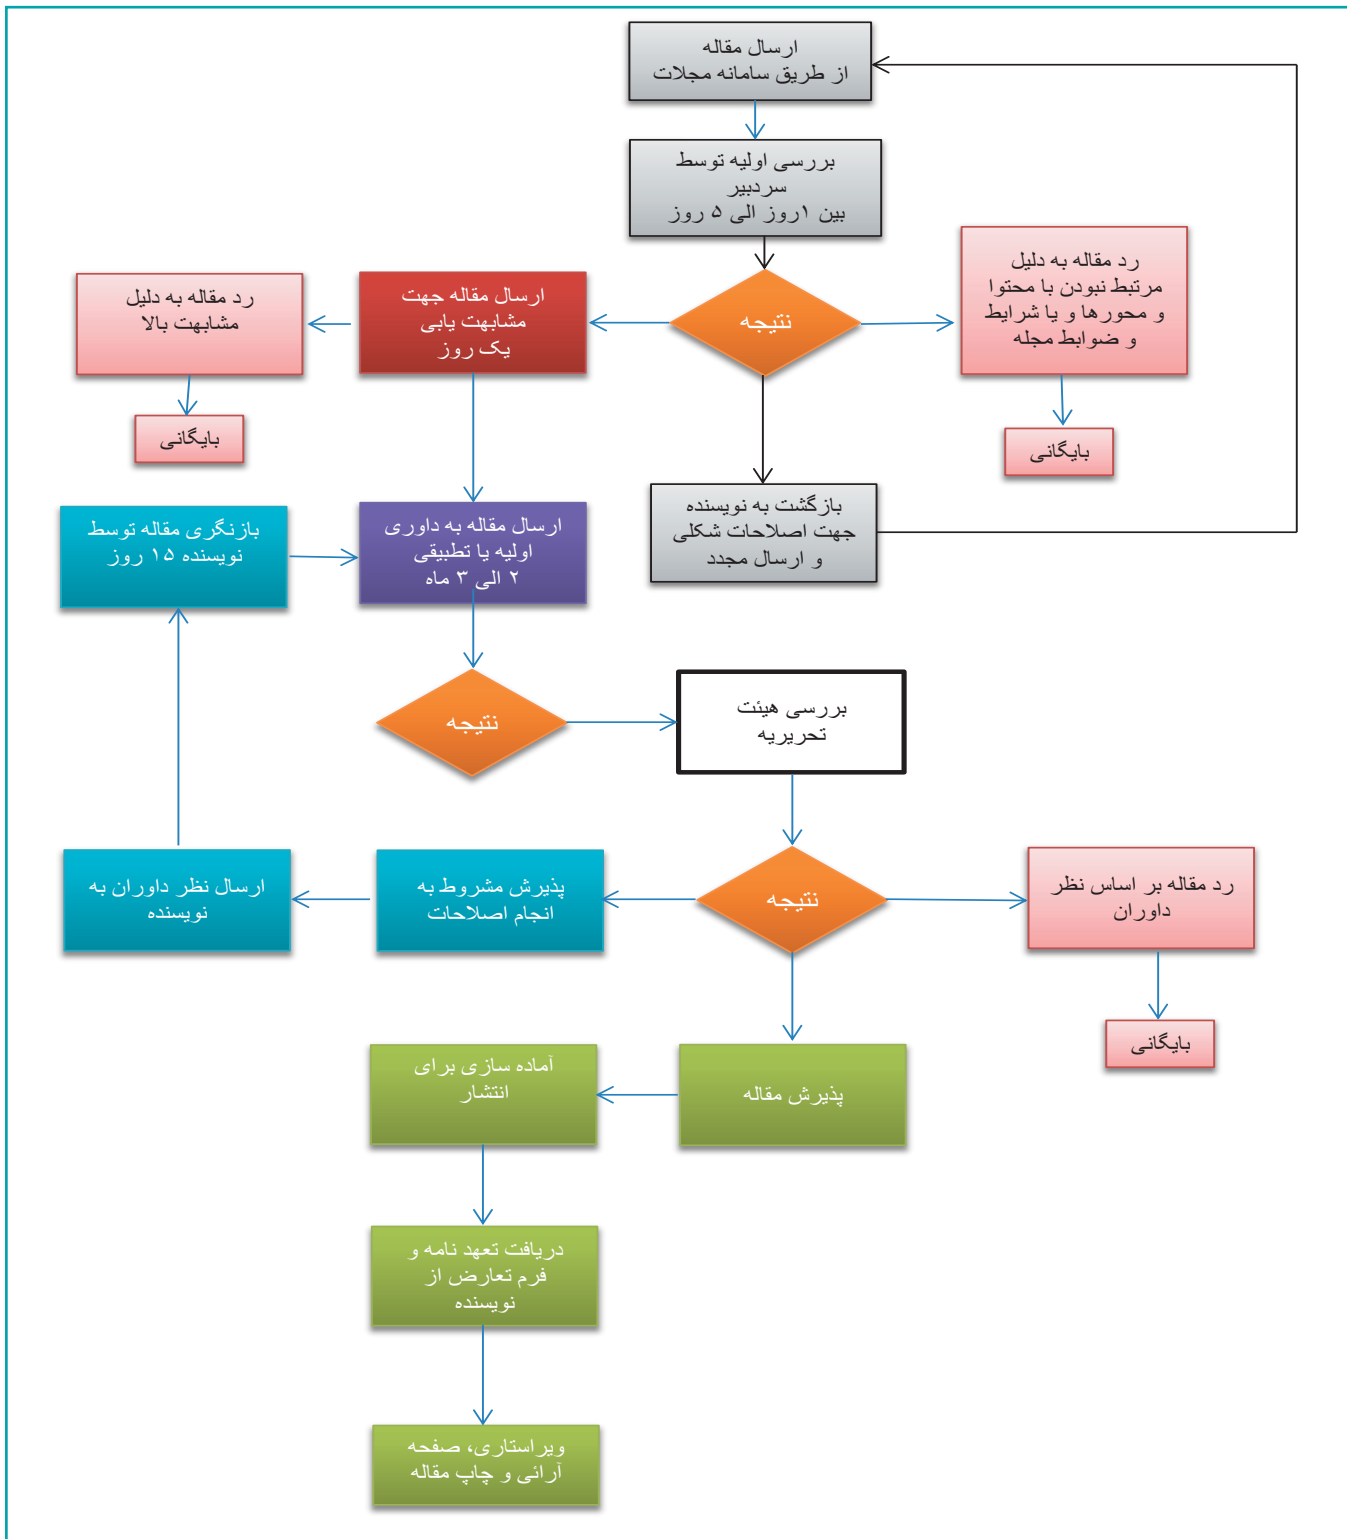 ارسال مقاله
از طریق سامانه مجلات
بررسی اولیه توسط
سردبیر
بین ۱روز الی ۵ روز
نتیجه
رد مقاله به دلیل
مرتبط نبودن با محتوا
و محورها و یا شرایط
و ضوابط مجله
بایگانی
ارسال مقاله جهت
مشابهت یابی
یک روز
رد مقاله به دلیل
مشابهت بالا
بایگانی
بازگشت به نویسنده
جهت اصلاحات شکلی
و ارسال مجدد
ارسال مقاله به داوری
اولیه یا تطبیقی
۲ الی ۳ ماه
بازنگری مقاله توسط
نویسنده ۱۵ روز
نتیجه
بررسی هیئت
تحریریه
نتیجه
رد مقاله بر اساس نظر
داوران
بایگانی
پذیرش مشروط به
انجام اصلاحات
ارسال نظر داوران به
نویسنده
پذیرش مقاله
آماده سازی برای
انتشار
دریافت تعهد نامه و
فرم تعارض از
نویسنده
ویراستاری، صفحه
آرائی و چاپ مقاله